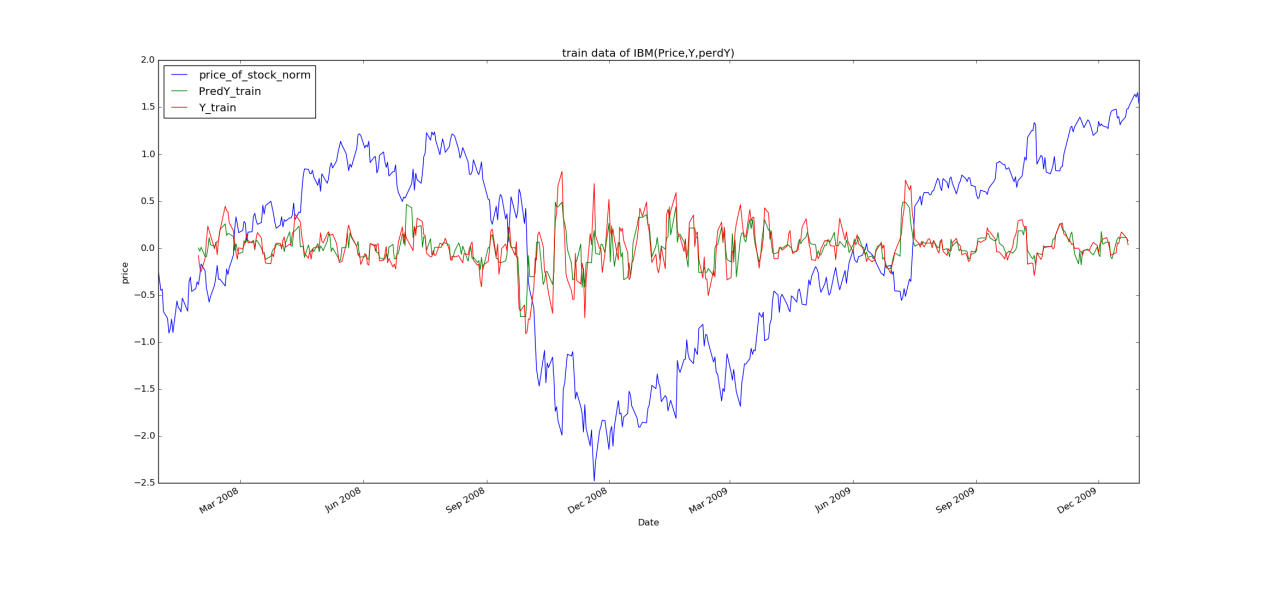 train data of IBM(Price,Y,perdY)
price_of_stock_norm
PredY_train
Y_train
2.0
1.5
1.0
0.5
0.0
−0.5
−1.0
−1.5
−2.0
−2.5
price
Mar 2008
Jun 2008
Sep 2008
Dec 2008
Mar 2009
Jun 2009
Sep 2009
Dec 2009
Date